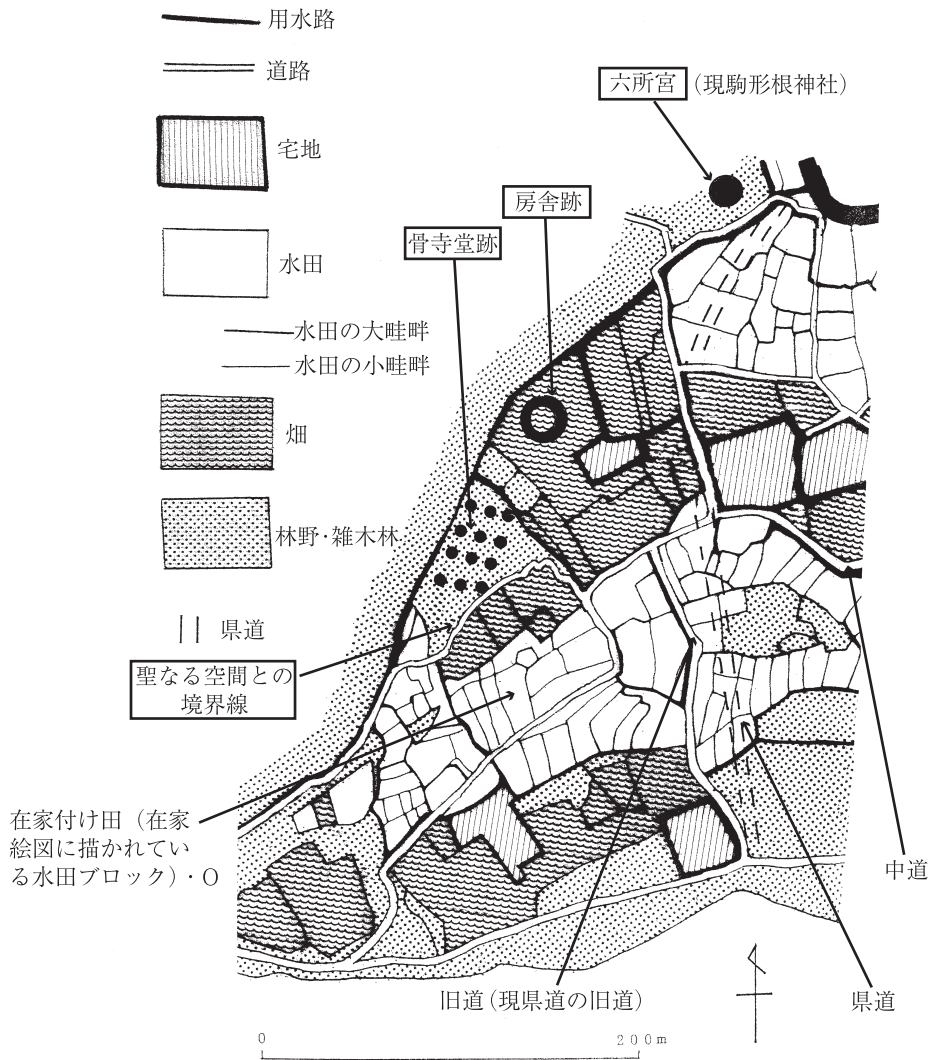 用水路
道路
宅地
水田
水田の大畦畔
水田の小畦畔
畑
林野・雑木林
県道
六所宮（現駒形根神社）
房舎跡
骨寺堂跡
聖なる空間との
境界線
在家付け田（在家
絵図に描かれてい
る水田ブロック）・O
中道
旧道（現県道の旧道）
県道
0
200m